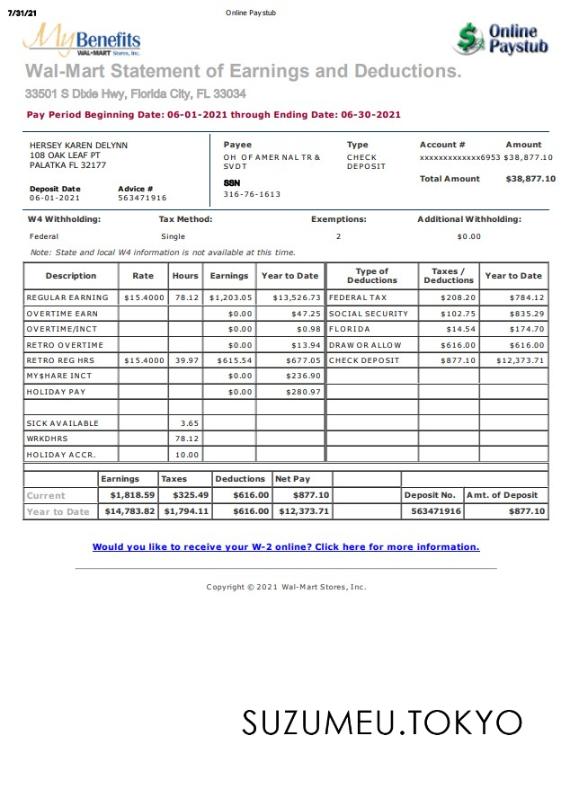 7/31/21 Online Paystub
My Benefits
WAL-MART Stores, Inc.
Online
Paystub
Wal-Mart Statement of Earnings and Deductions.
33501 S Dixie Hwy, Florida City, FL 33034
Pay Period Beginning Date: 06-01-2021 through Ending Date: 06-30-2021
HERSEY KAREN DELYNN
108 OAK LEAF PT
PALATKA FL 32177
Deposit Date Advice #
06-01-2021 563471916
Payee Type Account # Amount
OH OF AMER NAL TR & CHECK xxxxxxxxxxxxx6953 $38,877.10
SVDT DEPOSIT
Total Amount $38,877.10
SSN
316-76-1613
W4 Withholding: Tax Method: Exemptions: Additional Withholding:
Federal Single 2 $0.00
Note: State and local W4 information is not available at this time.
Description Rate Hours Earnings Year to Date Type of Deductions Taxes / Deductions Year to Date
REGULAR EARNING $15.4000 78.12 $1,203.05 $13,526.73 FEDERAL TAX $208.20 $784.12
OVERTIME EARN $0.00 $47.25 SOCIAL SECURITY $102.75 $835.29
OVERTIME/INCT $0.00 $0.98 FLORIDA $14.54 $174.70
RETRO OVERTIME $0.00 $13.94 DRAW OR ALLOW $616.00 $616.00
RETRO REG HRS $15.4000 39.97 $615.54 $677.05 CHECK DEPOSIT $877.10 $12,373.71
MY$HARE INCT $0.00 $236.90
HOLIDAY PAY $0.00 $280.97
SICK AVAILABLE 3.65
WRKDHRS 78.12
HOLIDAY ACCR. 10.00
Earnings Taxes Deductions Net Pay
Current $1,818.59 $325.49 $616.00 $877.10 Deposit No. Amt. of Deposit
Year to Date $14,783.82 $1,794.11 $616.00 $12,373.71 563471916 $877.10
Would you like to receive your W-2 online? Click here for more information.
Copyright © 2021 Wal-Mart Stores, Inc.
SUZUMEU.TOKYO